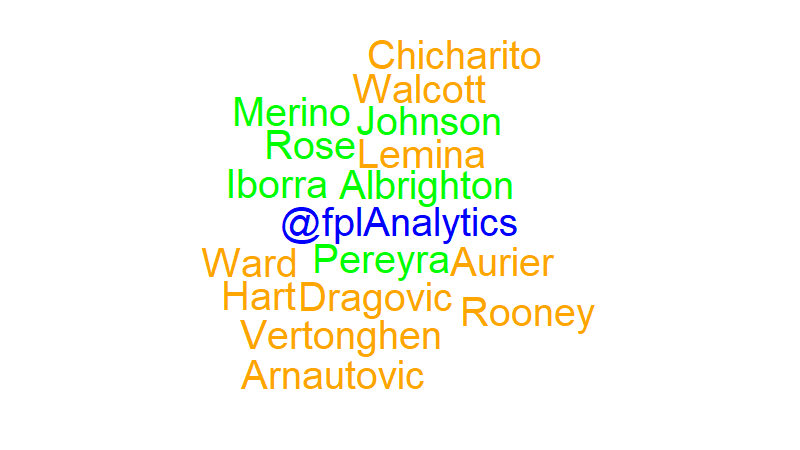 Chicharito
Walcott
Merino Johnson
Rose Lemina
Iborra Albrighton
@fplAnalytics
Ward Pereyra Aurier
Hart Dragovic Rooney
Vertonghen
Arnautovic